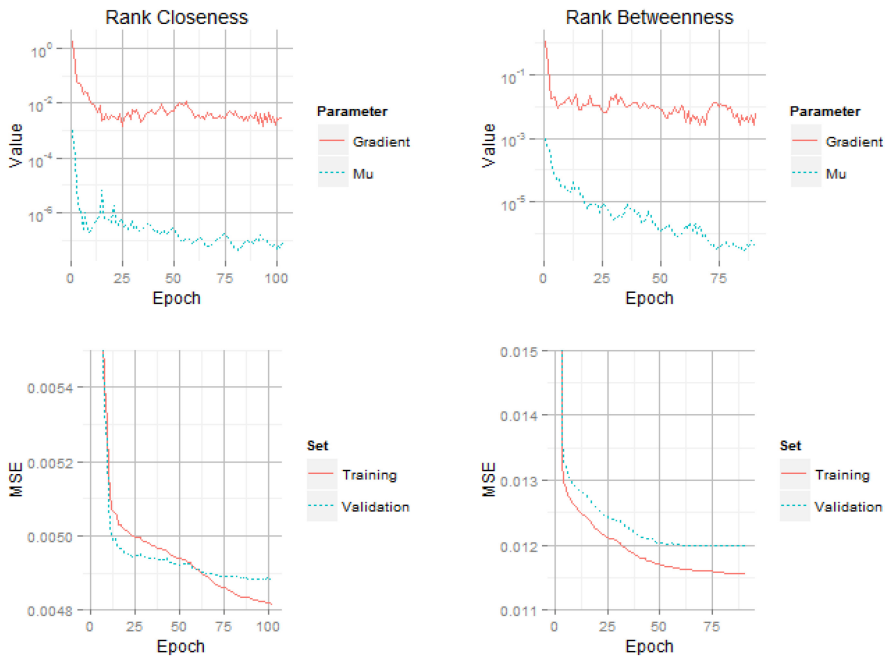 Rank Closeness
Value
10^0
10^-2
10^-4
10^-6
0 25 50 75 100
Epoch
Parameter
Gradient
Mu
Rank Betweenness
Value
10^-1
10^-3
10^-5
0 25 50 75
Epoch
Parameter
Gradient
Mu
MSE
0.0054
0.0052
0.0050
0.0048
0 25 50 75 100
Epoch
Set
Training
Validation
MSE
0.015
0.014
0.013
0.012
0.011
0 25 50 75
Epoch
Set
Training
Validation